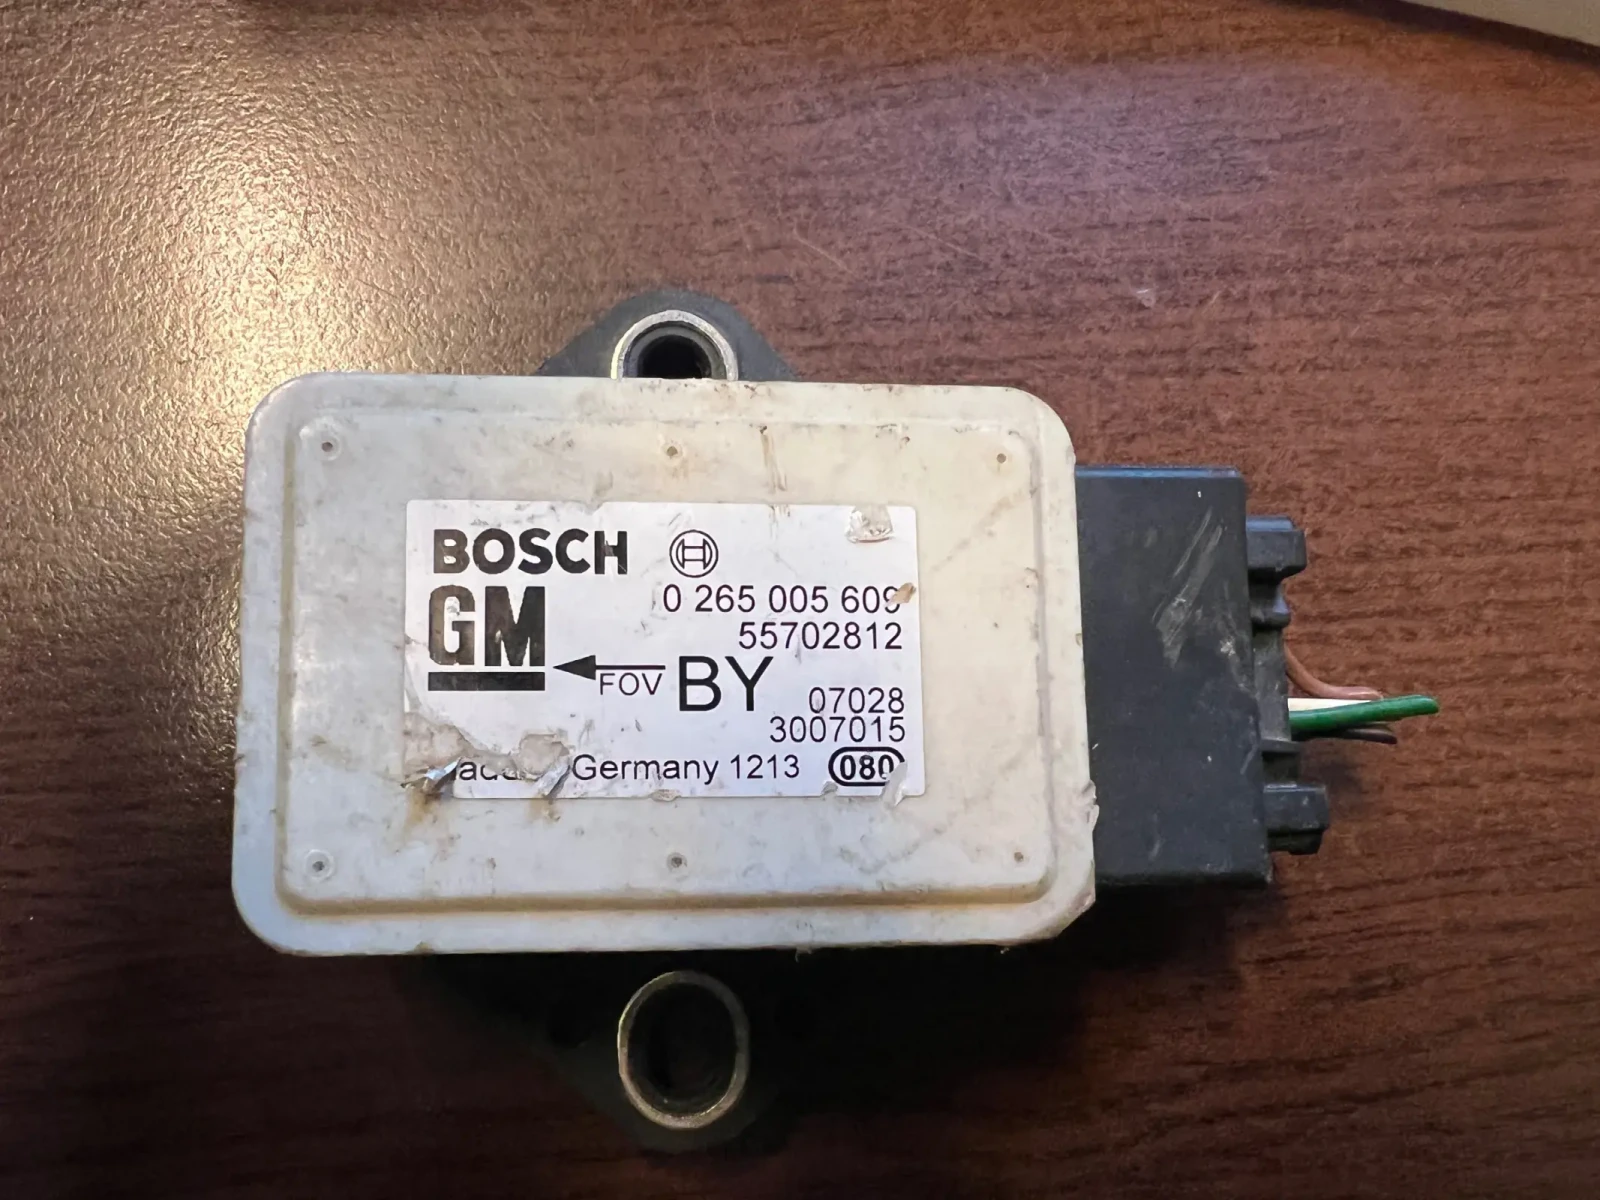 BOSCH
0 265 005 609
GM
55702812
FOV BY
07028
3007015
Germany 1213 080